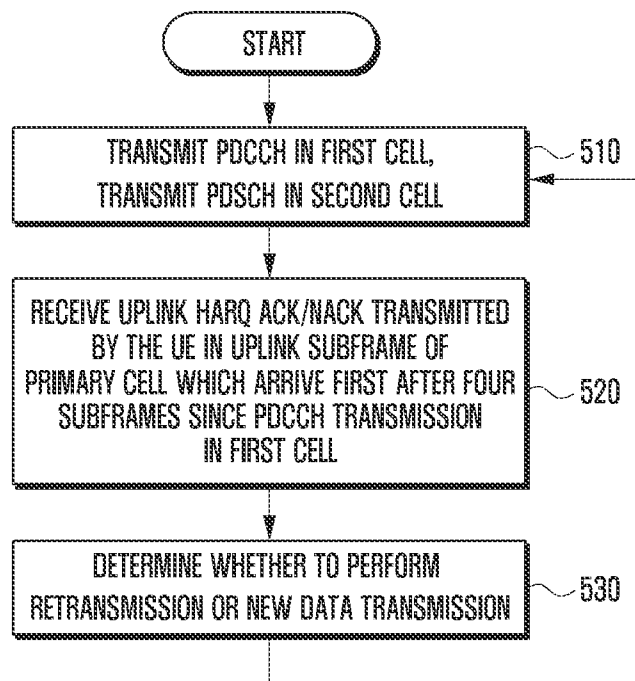 START
TRANSMIT PDCCH IN FIRST CELL,
TRANSMIT PDSCH IN SECOND CELL
510
RECEIVE UPLINK HARQ ACK/NACK TRANSMITTED
BY THE UE IN UPLINK SUBFRAME OF
PRIMARY CELL WHICH ARRIVE FIRST AFTER FOUR
SUBFRAMES SINCE PDCCH TRANSMISSION
IN FIRST CELL
520
DETERMINE WHETHER TO PERFORM
RETRANSMISSION OR NEW DATA TRANSMISSION
530